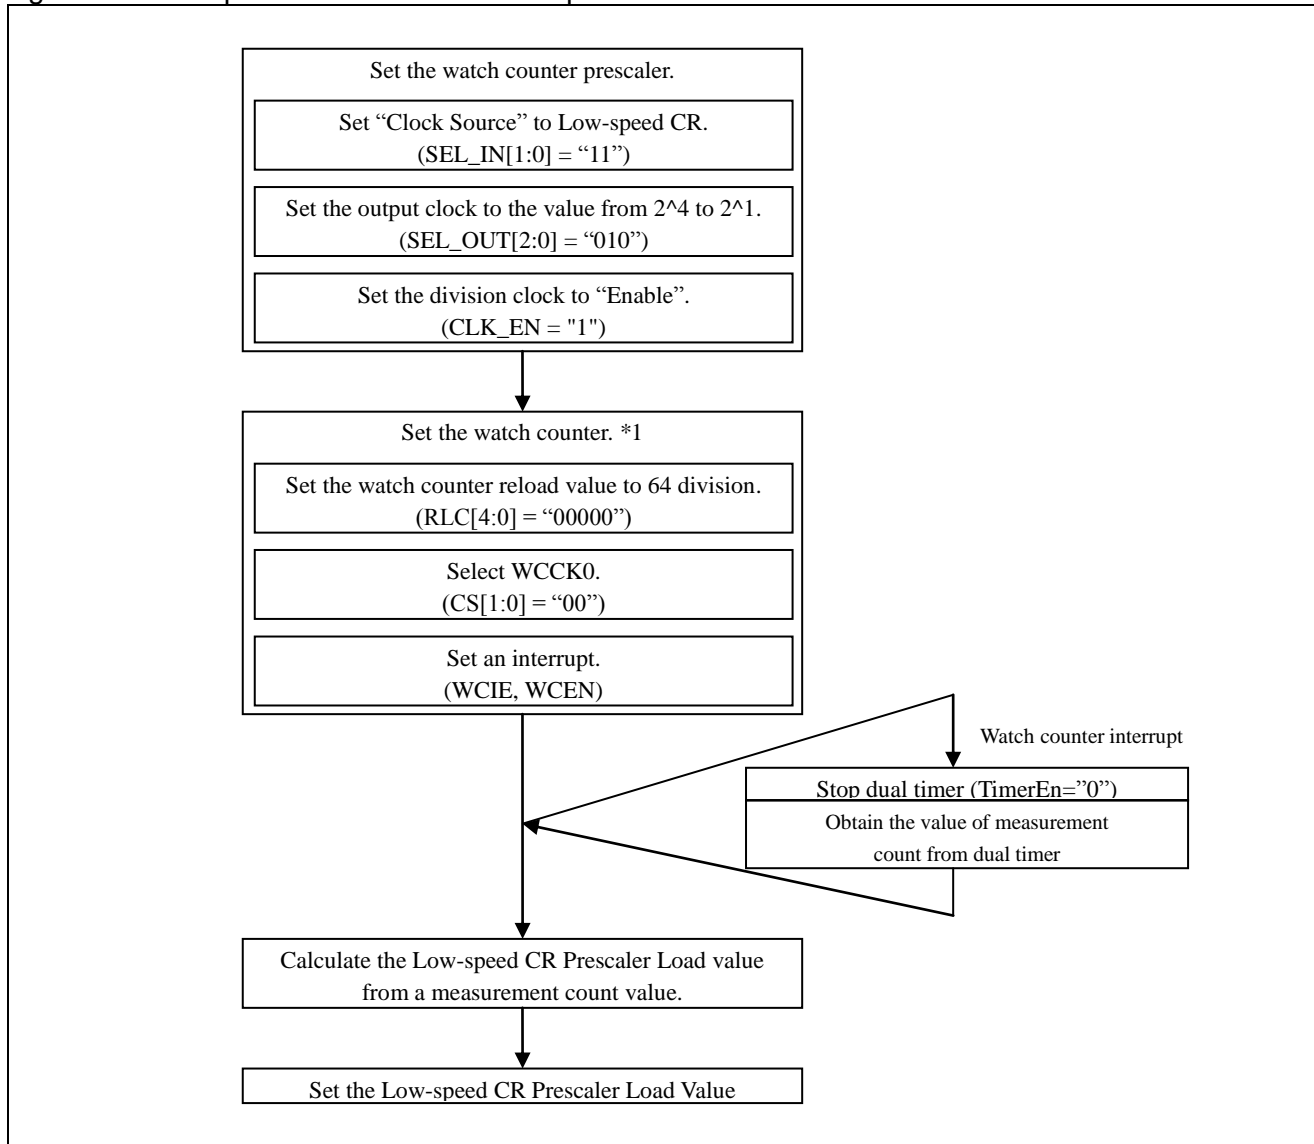 Set the watch counter prescaler.
Set “Clock Source” to Low-speed CR.
(SEL_IN[1:0] = “11”)
Set the output clock to the value from 2^4 to 2^1.
(SEL_OUT[2:0] = “010”)
Set the division clock to “Enable”.
(CLK_EN = "1")
Set the watch counter. *1
Set the watch counter reload value to 64 division.
(RLC[4:0] = “00000”)
Select WCCK0.
(CS[1:0] = “00”)
Set an interrupt.
(WCIE, WCEN)
Watch counter interrupt
Stop dual timer (TimerEn=”0”)
Obtain the value of measurement
count from dual timer
Calculate the Low-speed CR Prescaler Load value
from a measurement count value.
Set the Low-speed CR Prescaler Load Value